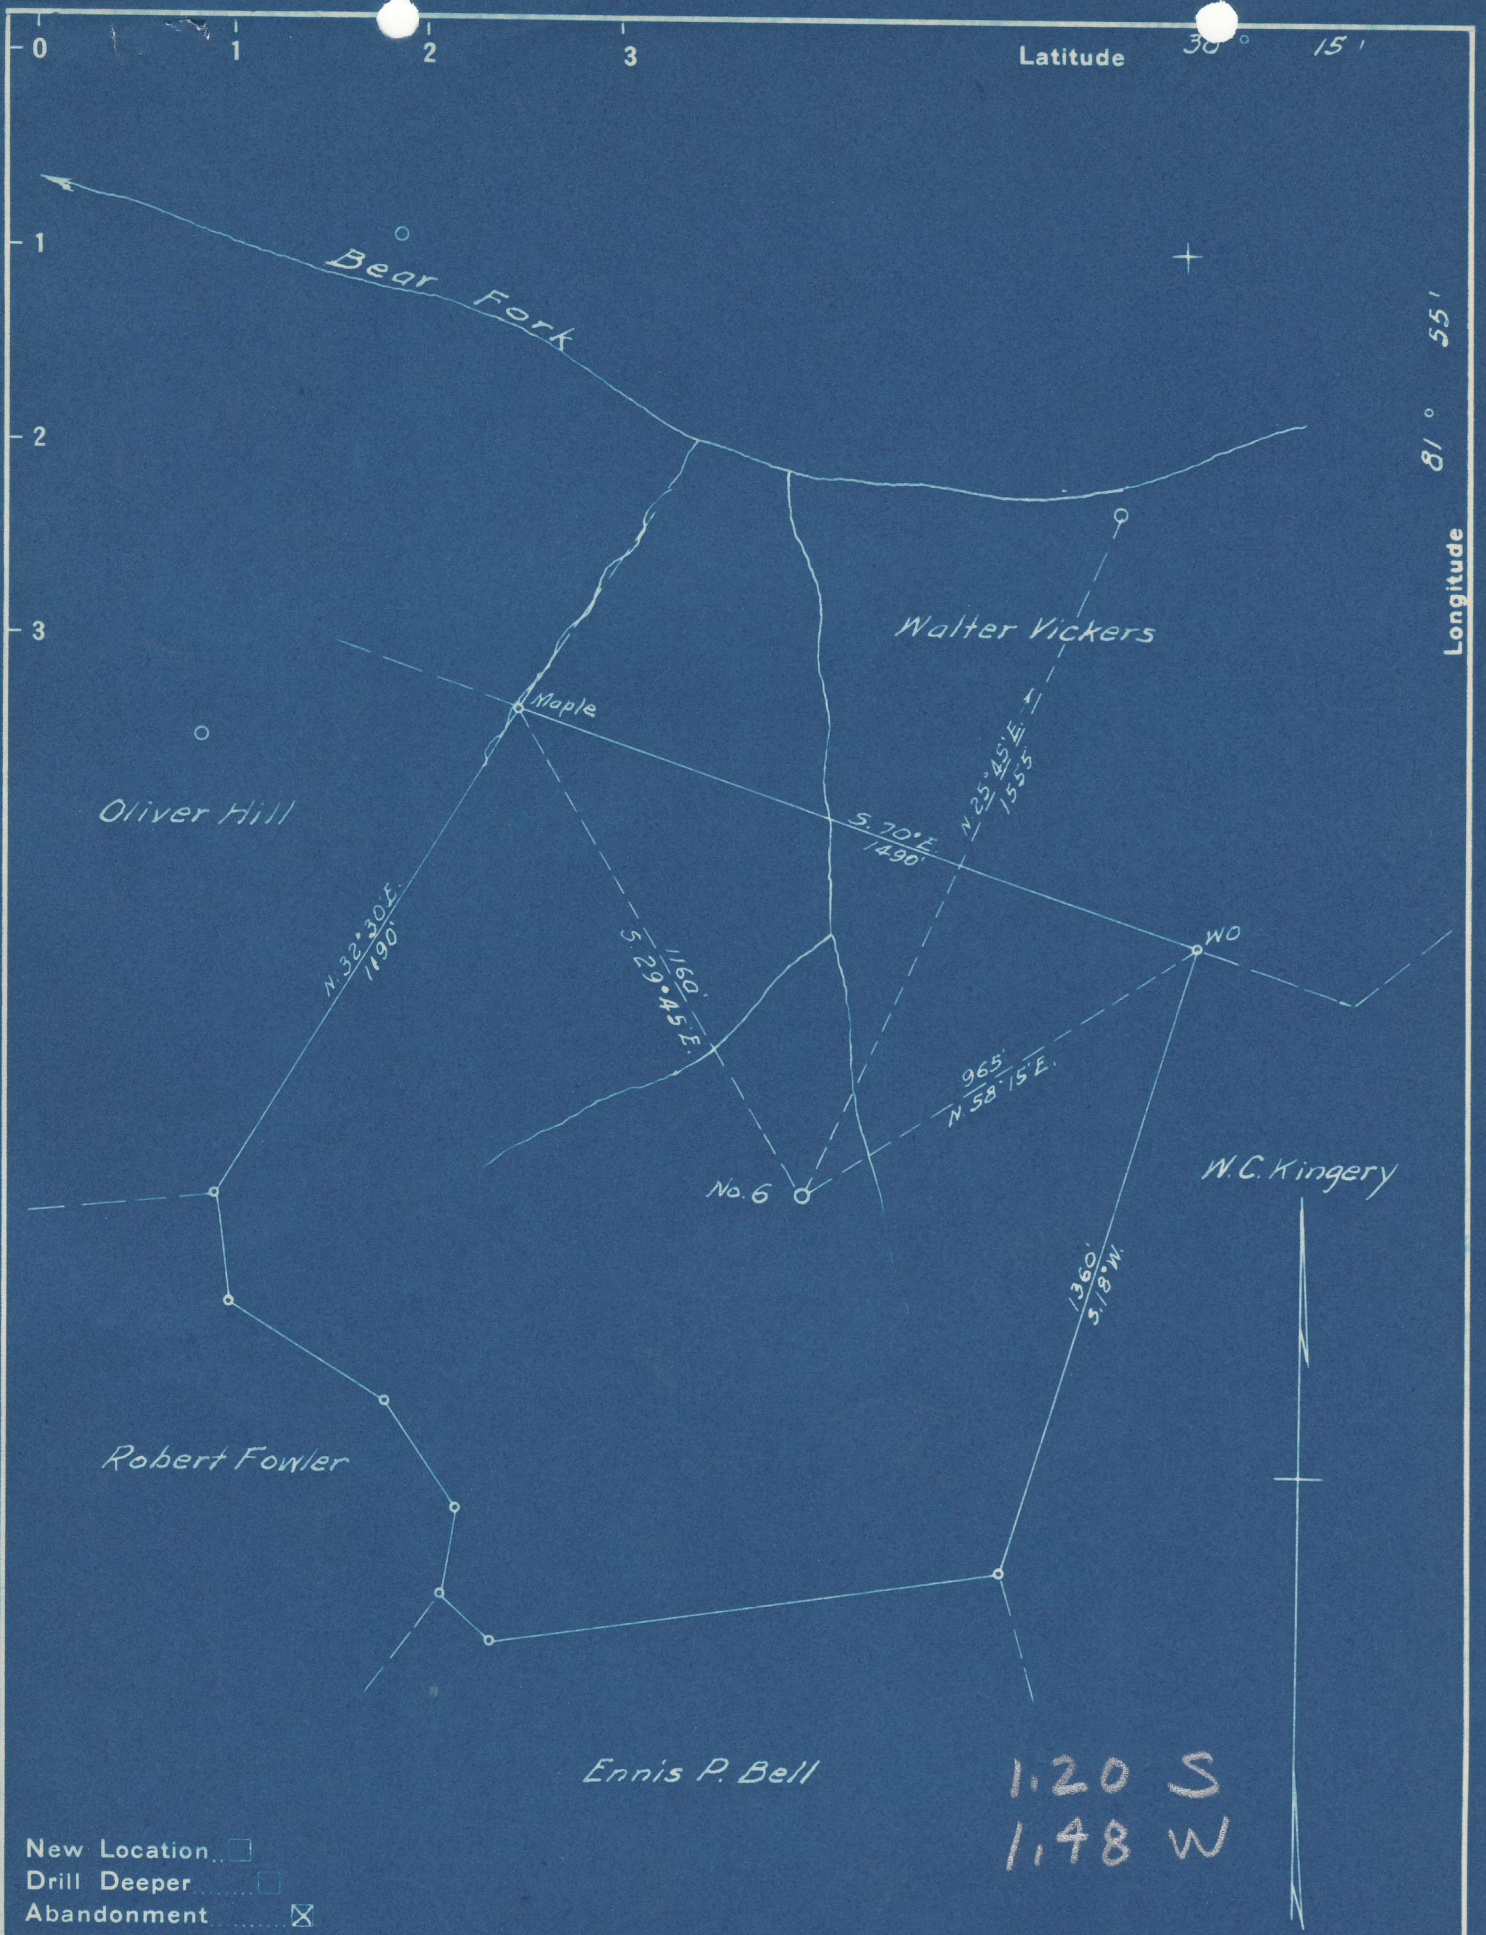 0 1 2 3 Latitude 38° 15'
1
Bear Fork
81° 55'
2
Longitude
3
Walter Vickers
Maple
N. 25° 45' E.
1555
Oliver Hill
S. 70° E.
1490'
N. 32° 30' E.
1190'
1160'
S. 29° 45' E.
WO
965'
N. 58° 15' E.
W. C. Kingery
No. 6
1360'
S. 18° W.
Robert Fowler
Ennis P. Bell
1.20 S
1.48 W
New Location
Drill Deeper
Abandonment